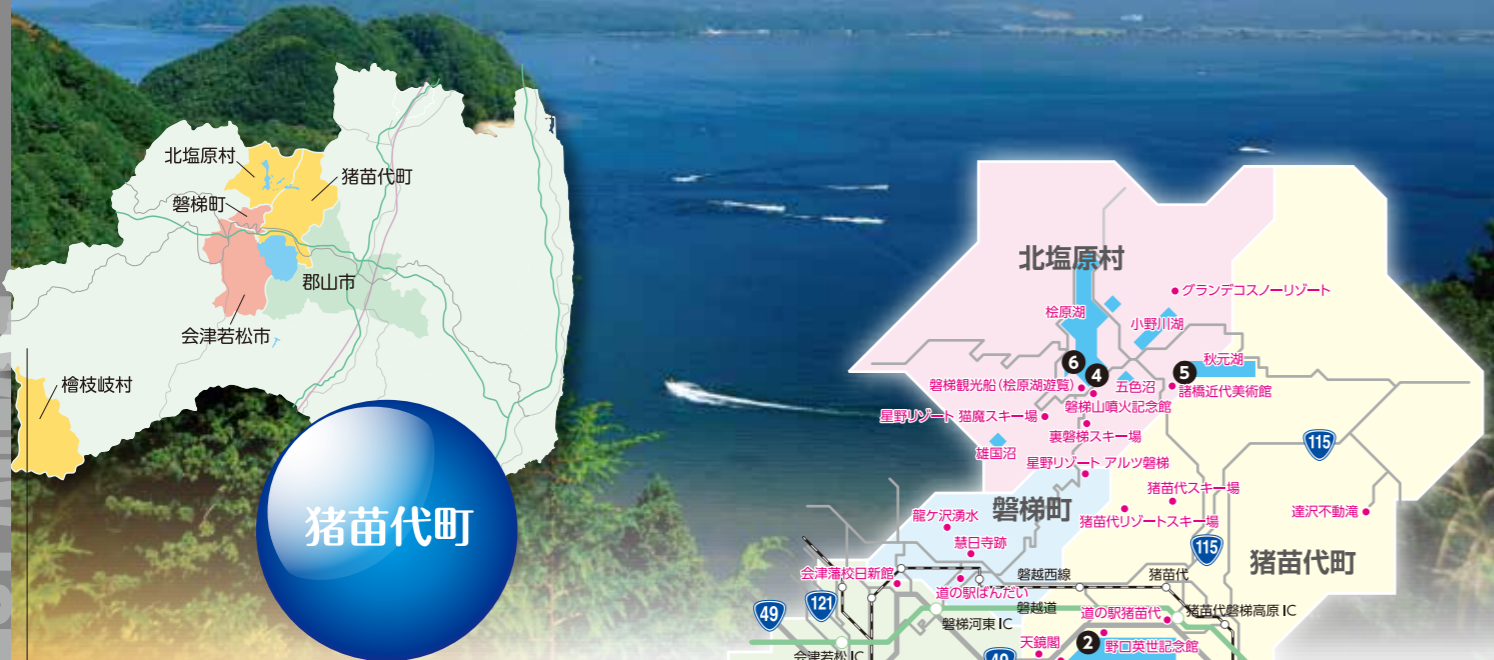 北塩原村
猪苗代町
磐梯町
郡山市
会津若松市
檜枝岐村
猪苗代町
北塩原村
グランデコスノーリゾート
桧原湖
小野川湖
6
4
5
秋元湖
磐梯観光船(桧原湖遊覧)
五色沼
諸橋近代美術館
磐梯山噴火記念館
星野リゾート 猫魔スキー場
裏磐梯スキー場
雄国沼
115
星野リゾート アルツ磐梯
猪苗代スキー場
磐梯町
龍ケ沢湧水
猪苗代リゾートスキー場
達沢不動滝
慧日寺跡
115
猪苗代町
会津藩校日新館
磐越西線
猪苗代
道の駅ばんだい
121
49
磐越道
道の駅猪苗代
猪苗代磐梯高原 IC
磐梯河東 IC
天鏡閣
2
野口英世記念館
会津若松 IC
49